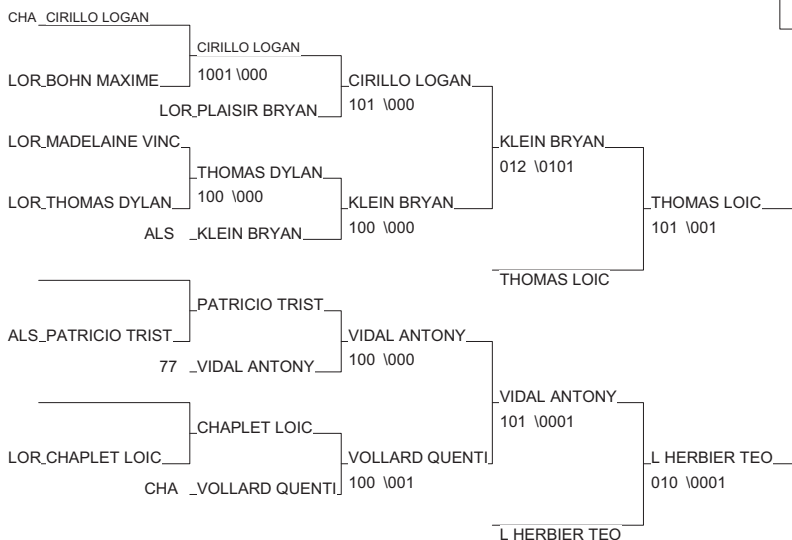 CHA CIRILLO LOGAN
CIRILLO LOGAN
1001 \000
LOR BOHN MAXIME
CIRILLO LOGAN
101 \000
LOR PLAISIR BRYAN
LOR MADELAINE VINC
KLEIN BRYAN
012 \0101
THOMAS DYLAN
100 \000
LOR THOMAS DYLAN
KLEIN BRYAN
100 \000
THOMAS LOIC
101 \001
ALS KLEIN BRYAN
THOMAS LOIC
PATRICIO TRIST
ALS PATRICIO TRIST
VIDAL ANTONY
100 \000
77 VIDAL ANTONY
VIDAL ANTONY
101 \0001
CHAPLET LOIC
LOR CHAPLET LOIC
VOLLARD QUENTI
100 \001
L HERBIER TEO
010 \0001
CHA VOLLARD QUENTI
L HERBIER TEO